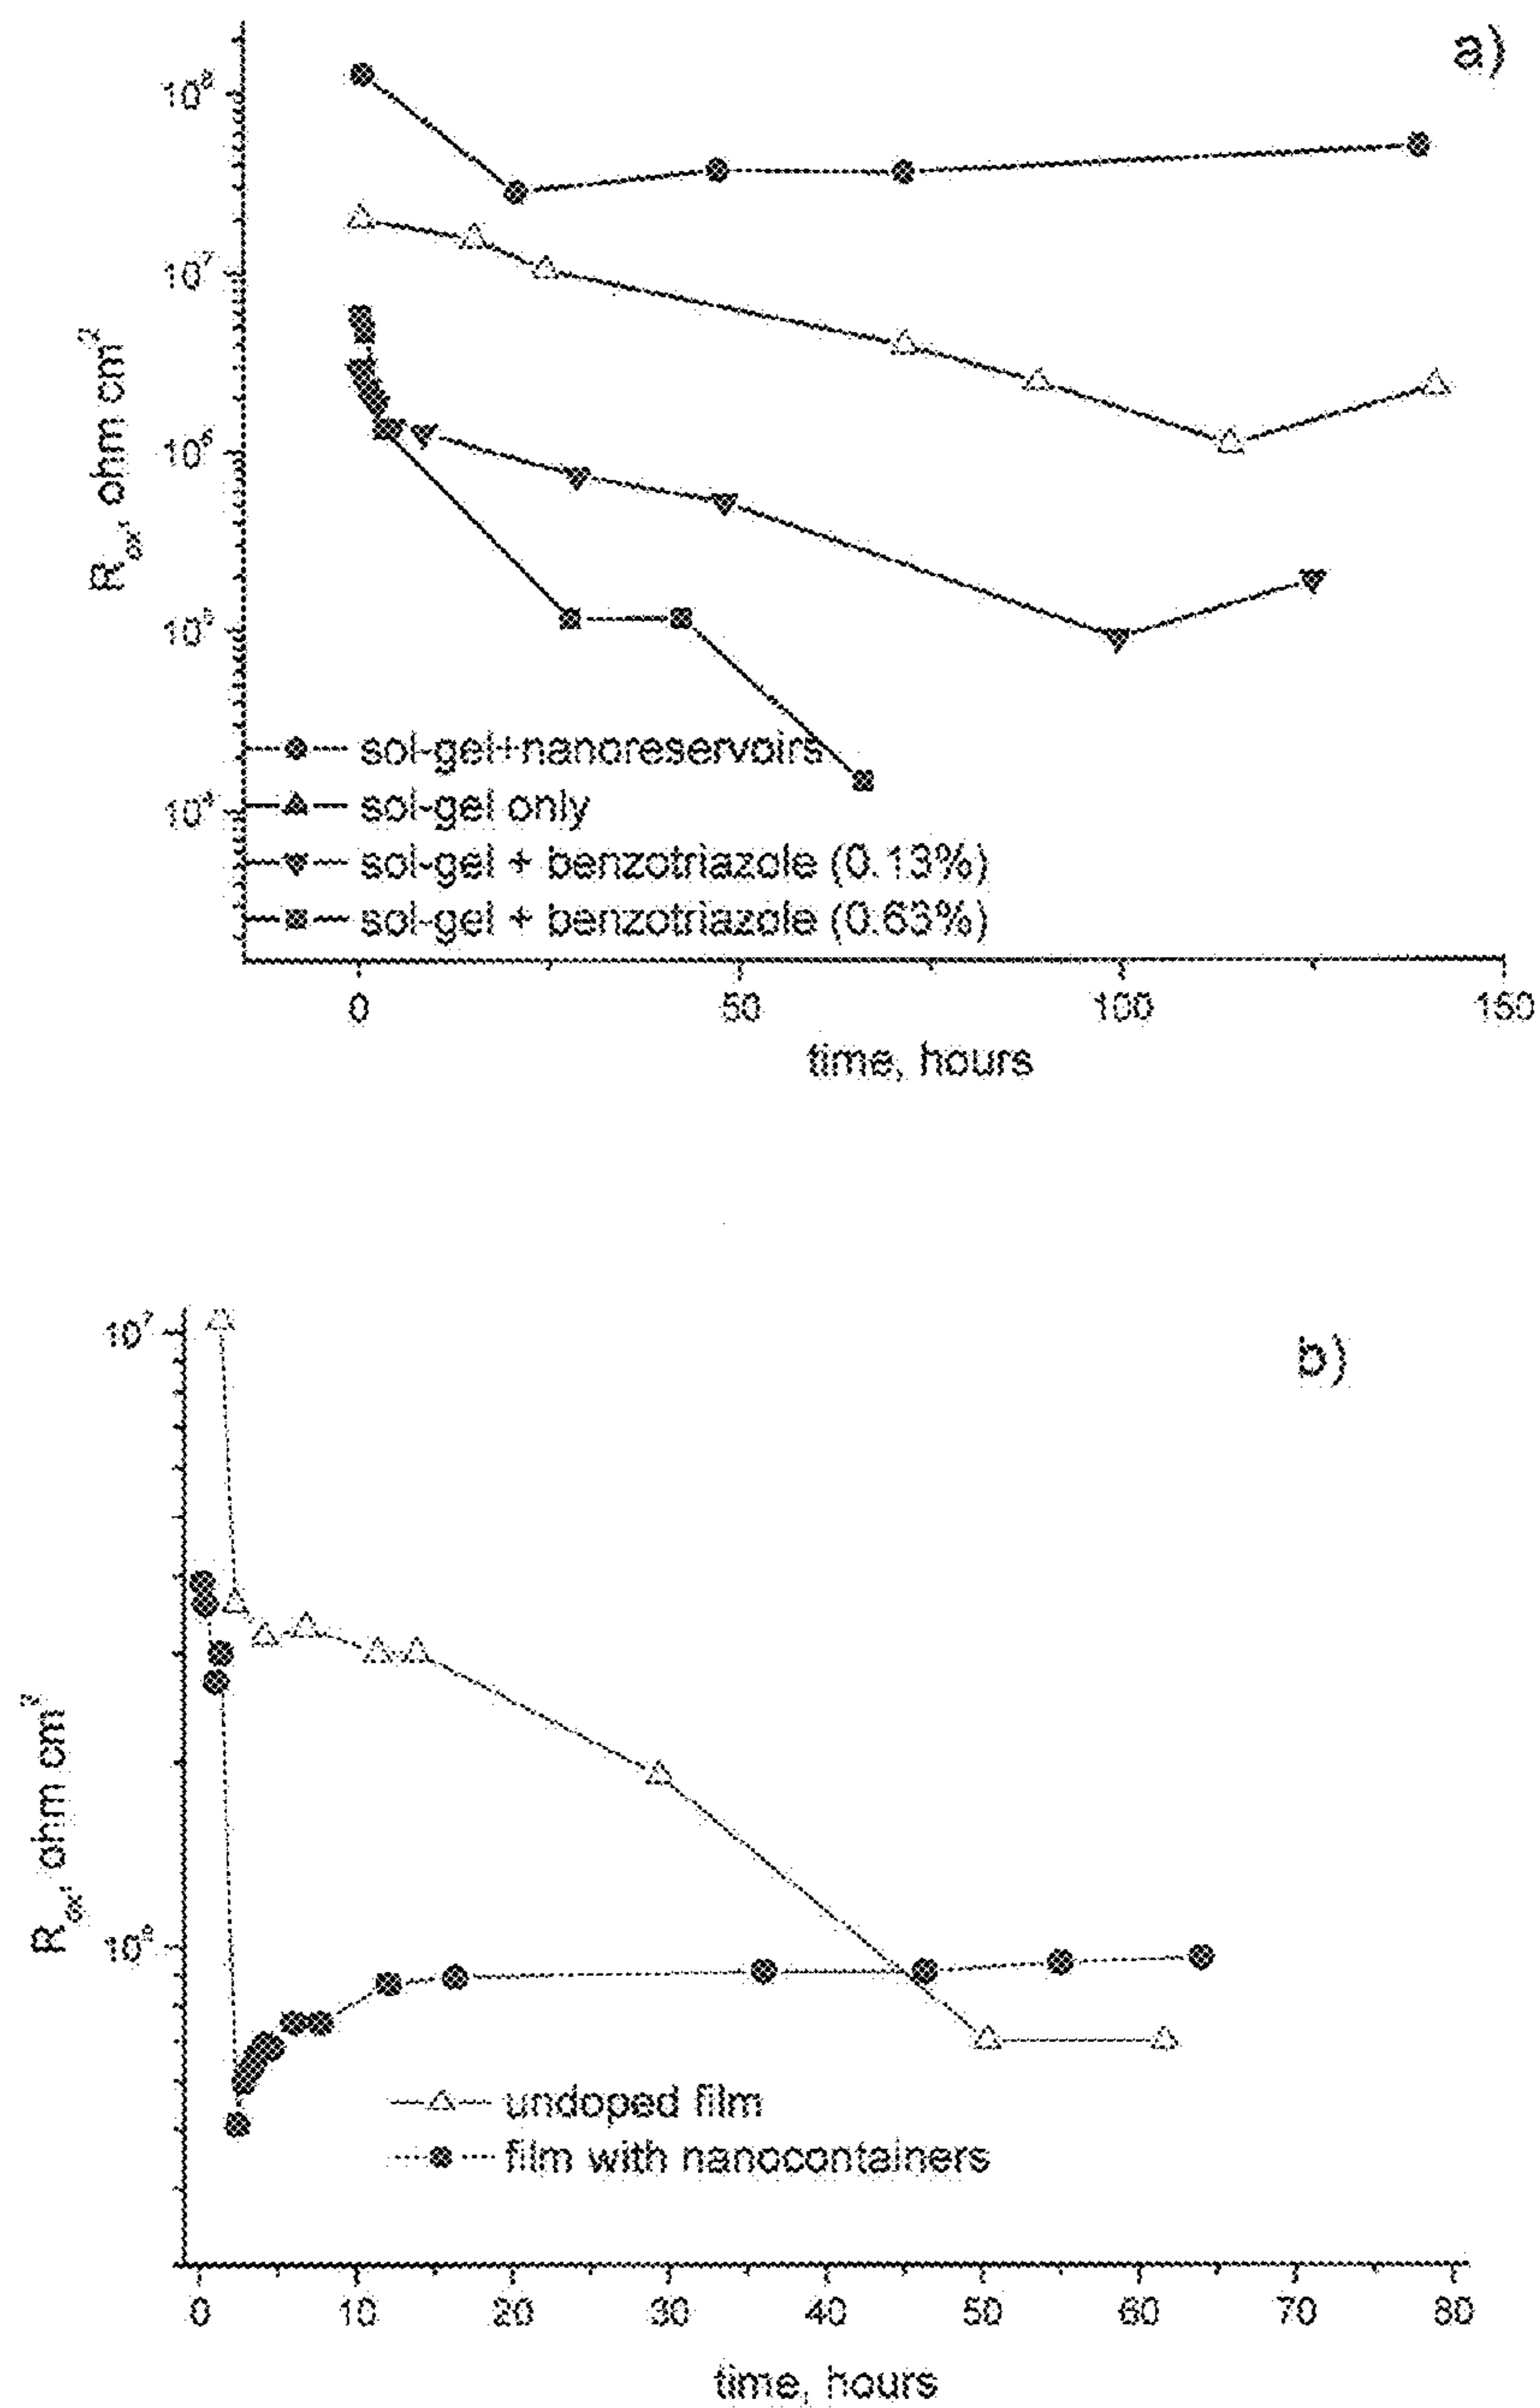 a)
10⁸
10⁷
10⁶
10⁵
10⁴
R_ox, ohm cm²
sol-gel+nanoreservoirs
sol-gel only
sol-gel + benzotriazole (0.13%)
sol-gel + benzotriazole (0.63%)
0 50 100 150
time, hours
b)
10⁷
10⁶
R_ox, ohm cm²
undoped film
film with nanocontainers
0 10 20 30 40 50 60 70 80
time, hours